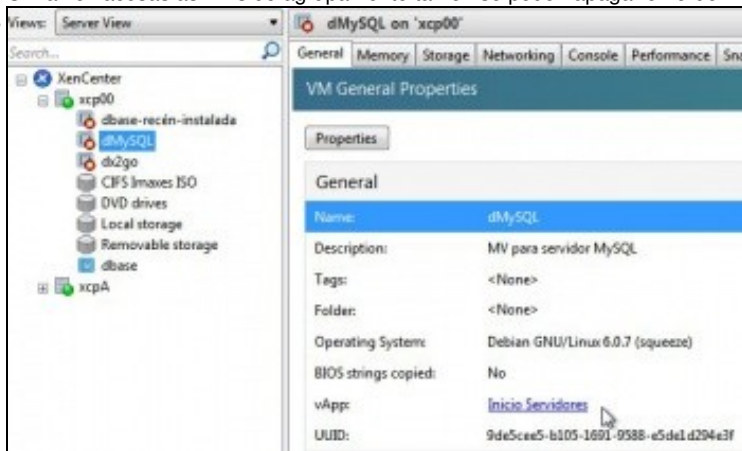 Views: Server View
Search...
XenCenter
xcp00
dbase-recén-instalada
dMySQL
dx2go
CIFS Imaxes ISO
DVD drives
Local storage
Removable storage
dbase
xcpA
dMySQL on 'xcp00'
General Memory Storage Networking Console Performance Sna
VM General Properties
Properties
General
Name: dMySQL
Description: MV para servidor MySQL
Tags: <None>
Folder: <None>
Operating System: Debian GNU/Linux 6.0.7 (squeeze)
BIOS strings copied: No
vApp: Inicio Servidores
UUID: 9de5cee5-b105-1691-9588-e5de1d294e3f